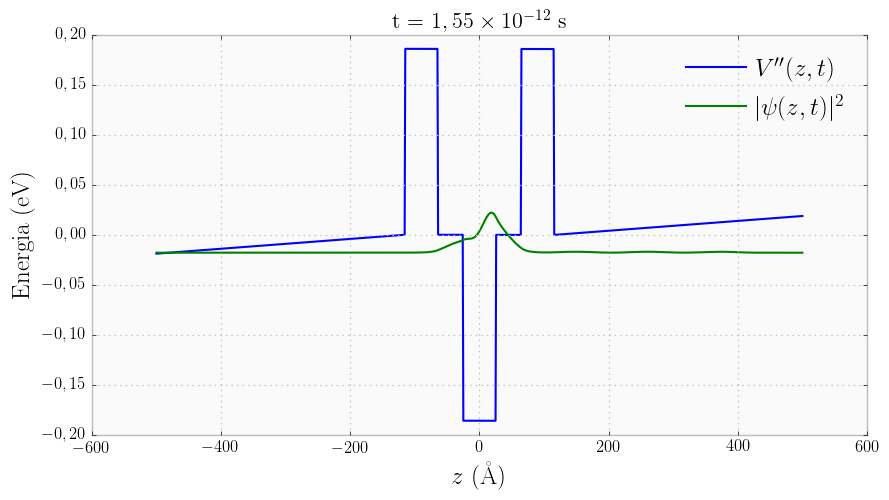 t = 1, 55 × 10⁻¹² s
Energia (eV)
0, 20
0, 15
0, 10
0, 05
0, 00
−0, 05
−0, 10
−0, 15
−0, 20
V′′(z, t)
|ψ(z, t)|²
−600 −400 −200 0 200 400 600
z (Å)